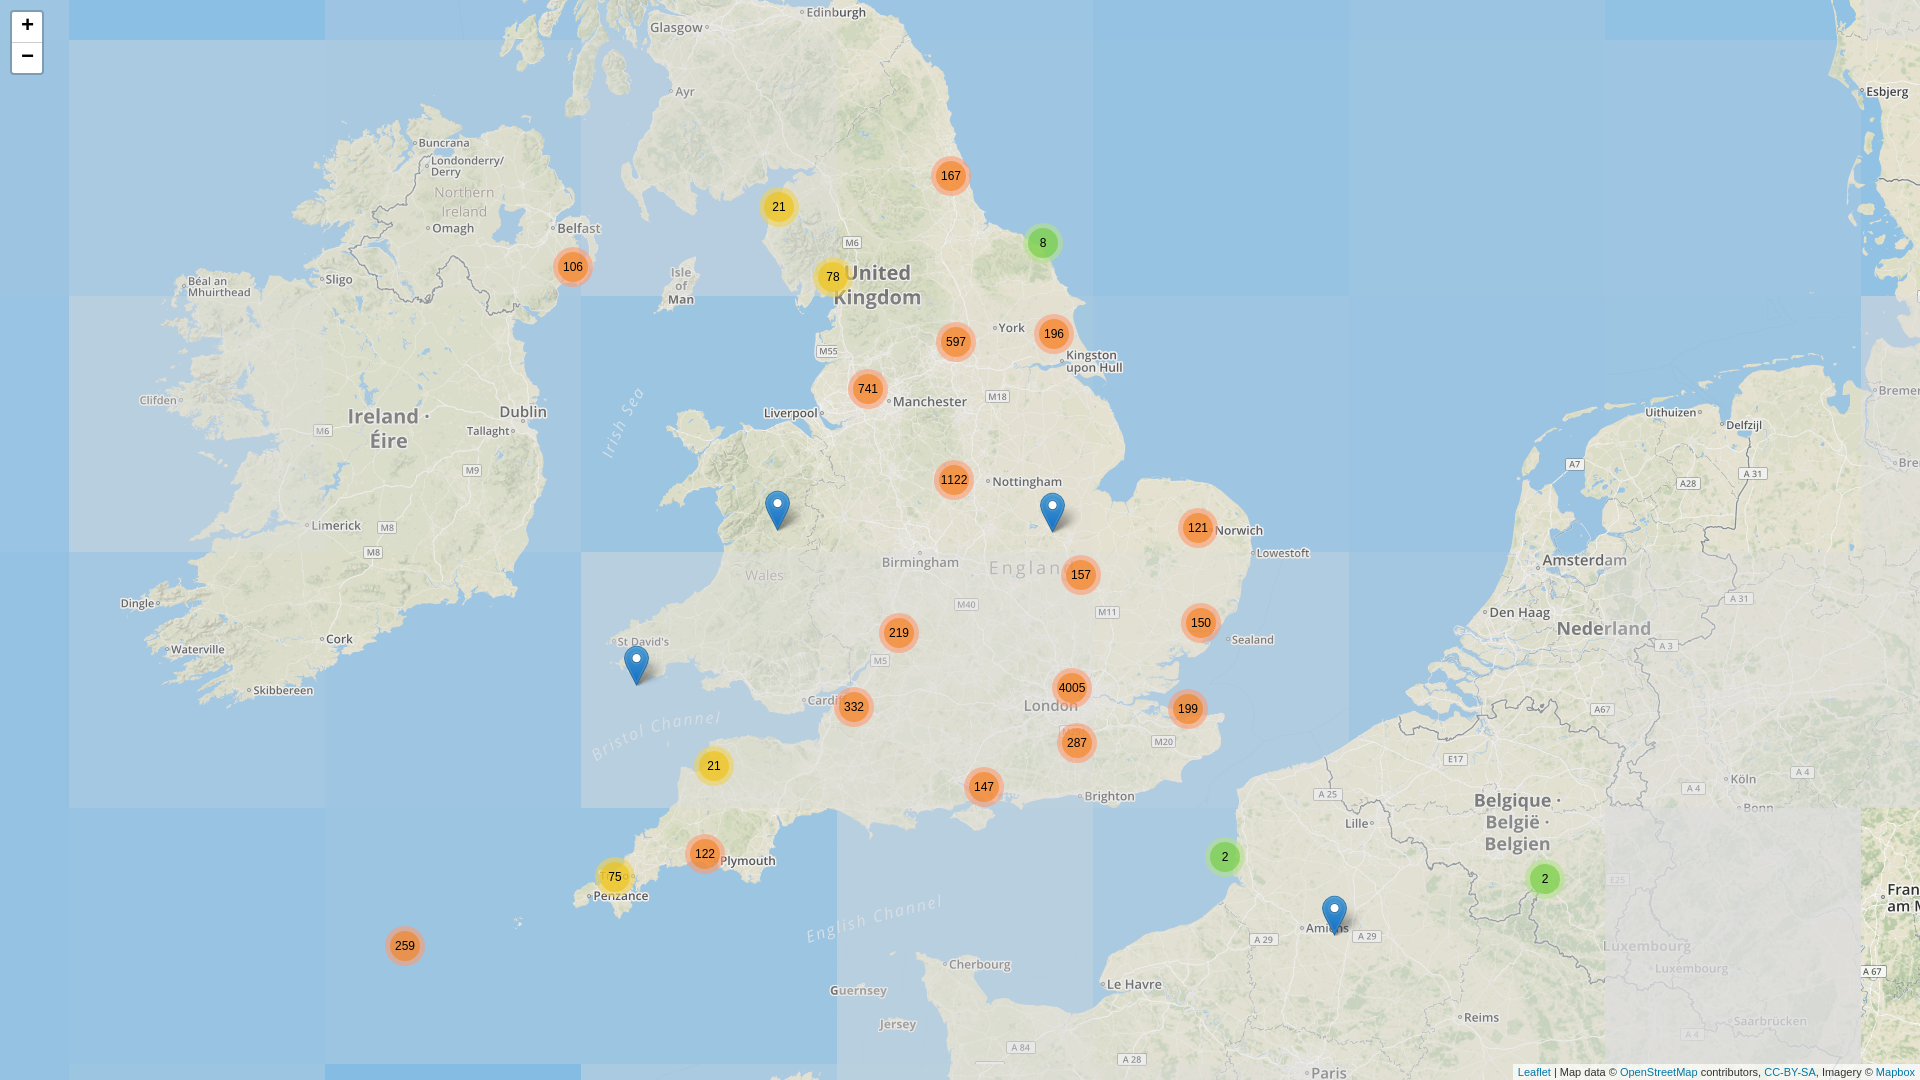 +
−
Edinburgh
Glasgow
Ayr
Esbjerg
Buncrana
Londonderry/
Derry
167
Northern
Ireland
21
Omagh
Belfast
M6
8
106
78
United
Kingdom
Isle
of
Man
Sligo
Béal an
Mhuirthead
York
196
597
M55
Kingston
upon Hull
741
Manchester
M18
Clifden
Liverpool
Dublin
Ireland ·
Éire
M6
Tallaght
Irish Sea
Uithuizen
Delfzijl
M9
A7
A 31
A28
1122
Nottingham
Limerick
M8
M8
121
Norwich
Lowestoft
Birmingham
Wales
157
Amsterdam
Dingle
M40
M11
A 31
Den Haag
219
150
Nederland
Cork
St David's
Sealand
Waterville
M5
A 3
Skibbereen
4005
London
199
A67
332
Bristol Channel
287
M20
E17
21
147
Brighton
Köln
A 4
A 4
A 25
Bonn
Belgique ·
België ·
Belgien
Lille
122
Plymouth
2
75
Penzance
2
E25
English Channel
Amiens
A 29
A 29
259
Luxembourg
Luxembourg
Cherbourg
A 67
Le Havre
Guernsey
Jersey
Reims
Saarbrücken
A 4
A 84
A 28
Paris
Leaflet | Map data © OpenStreetMap contributors, CC-BY-SA, Imagery © Mapbox